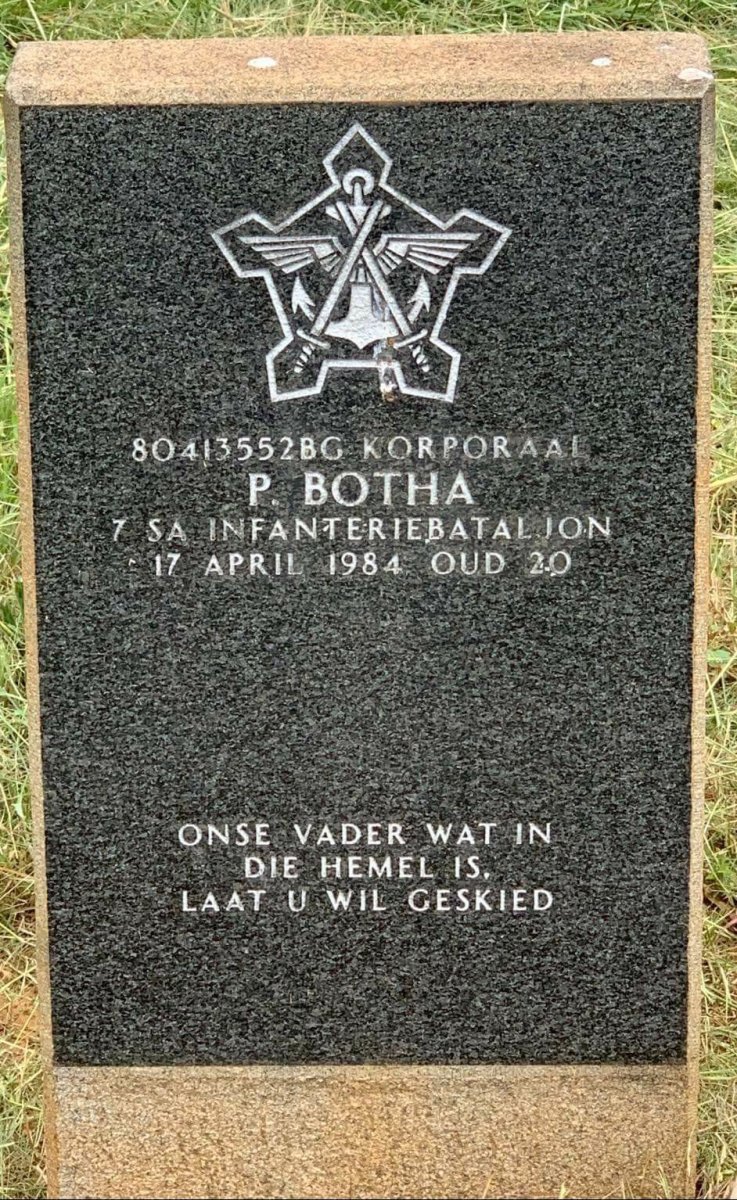 80413552BG KORPORAAL
P. BOTHA
7 SA INFANTERIEBATALJON
17 APRIL 1984 OUD 20
ONSE VADER WAT IN
DIE HEMEL IS.
LAAT U WIL GESKIED